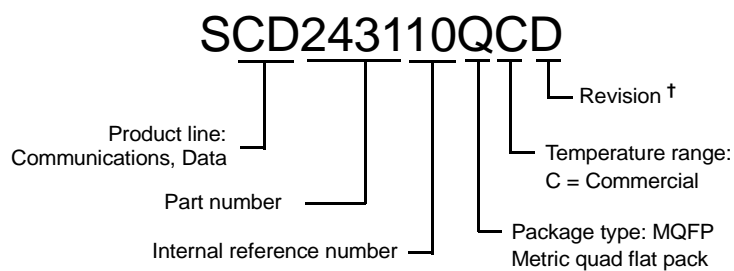 SCD243110QCD
Revision †
Product line:
Communications, Data
Temperature range:
C = Commercial
Part number
Package type: MQFP
Metric quad flat pack
Internal reference number